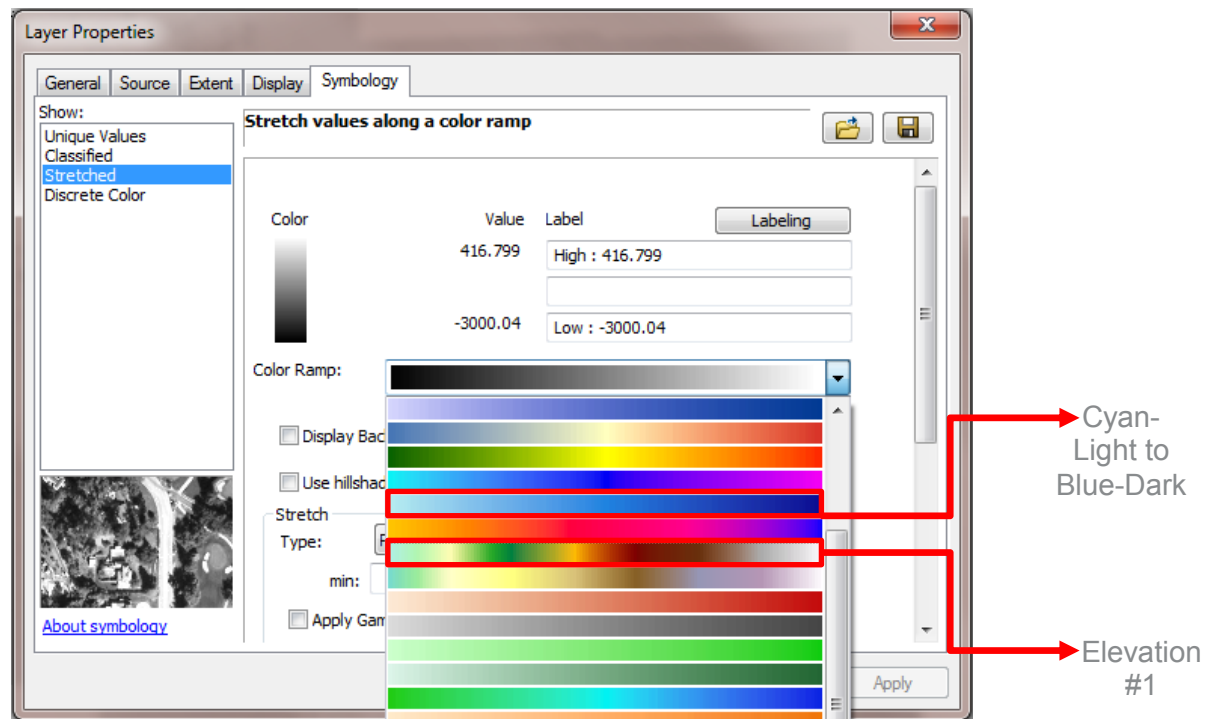 Layer Properties
General Source Extent Display Symbology
Show:
Unique Values
Classified
Stretched
Discrete Color
Stretch values along a color ramp
Color Value Label Labeling
416.799 High : 416.799
-3000.04 Low : -3000.04
Color Ramp:
Display Bac
Use hillshad
Stretch
Type:
min:
Apply Gam
About symbology
Apply
Cyan-
Light to
Blue-Dark
Elevation
#1